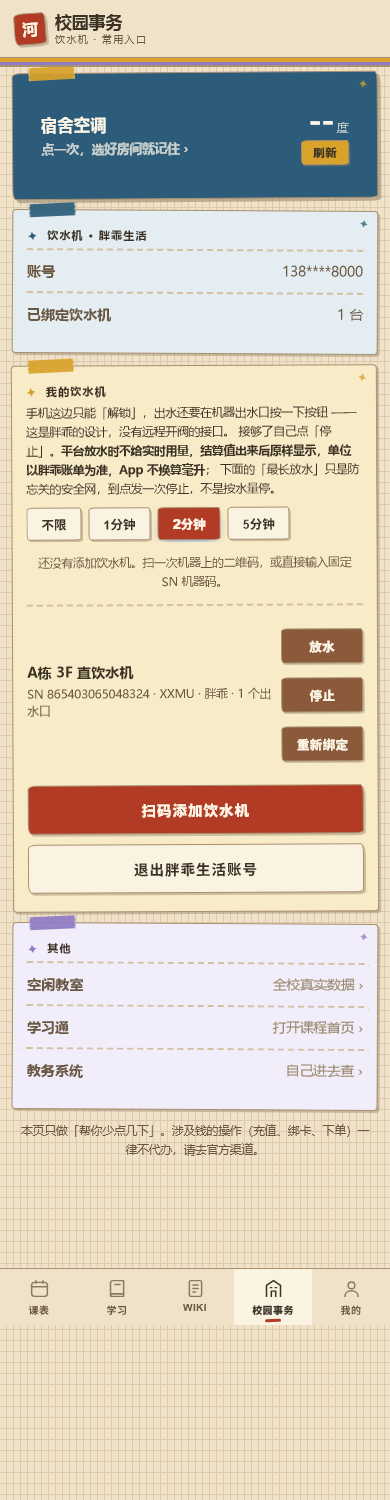 河
校园事务
饮水机 · 常用入口
宿舍空调
点一次，选好房间就记住 ›
-- 度
刷新
饮水机 · 胖乖生活
账号
138****8000
已绑定饮水机
1 台
我的饮水机
手机这边只能「解锁」，出水还要在机器出水口按一下按钮 ——
这是胖乖的设计，没有远程开阀的接口。 接够了自己点「停
止」。平台放水时不给实时用量，结算值出来后原样显示，单位
以胖乖账单为准，App 不换算毫升； 下面的「最长放水」只是防
忘关的安全网，到点发一次停止，不是按水量停。
不限
1分钟
2分钟
5分钟
还没有添加饮水机。扫一次机器上的二维码，或直接输入固定
SN 机器码。
A栋 3F 直饮水机
SN 865403065048324 · XXMU · 胖乖 · 1 个出
水口
放水
停止
重新绑定
扫码添加饮水机
退出胖乖生活账号
其他
空闲教室
全校真实数据 ›
学习通
打开课程首页 ›
教务系统
自己进去查 ›
本页只做「帮你少点几下」。涉及钱的操作（充值、绑卡、下单）一
律不代办，请去官方渠道。
课表
学习
WIKI
校园事务
我的